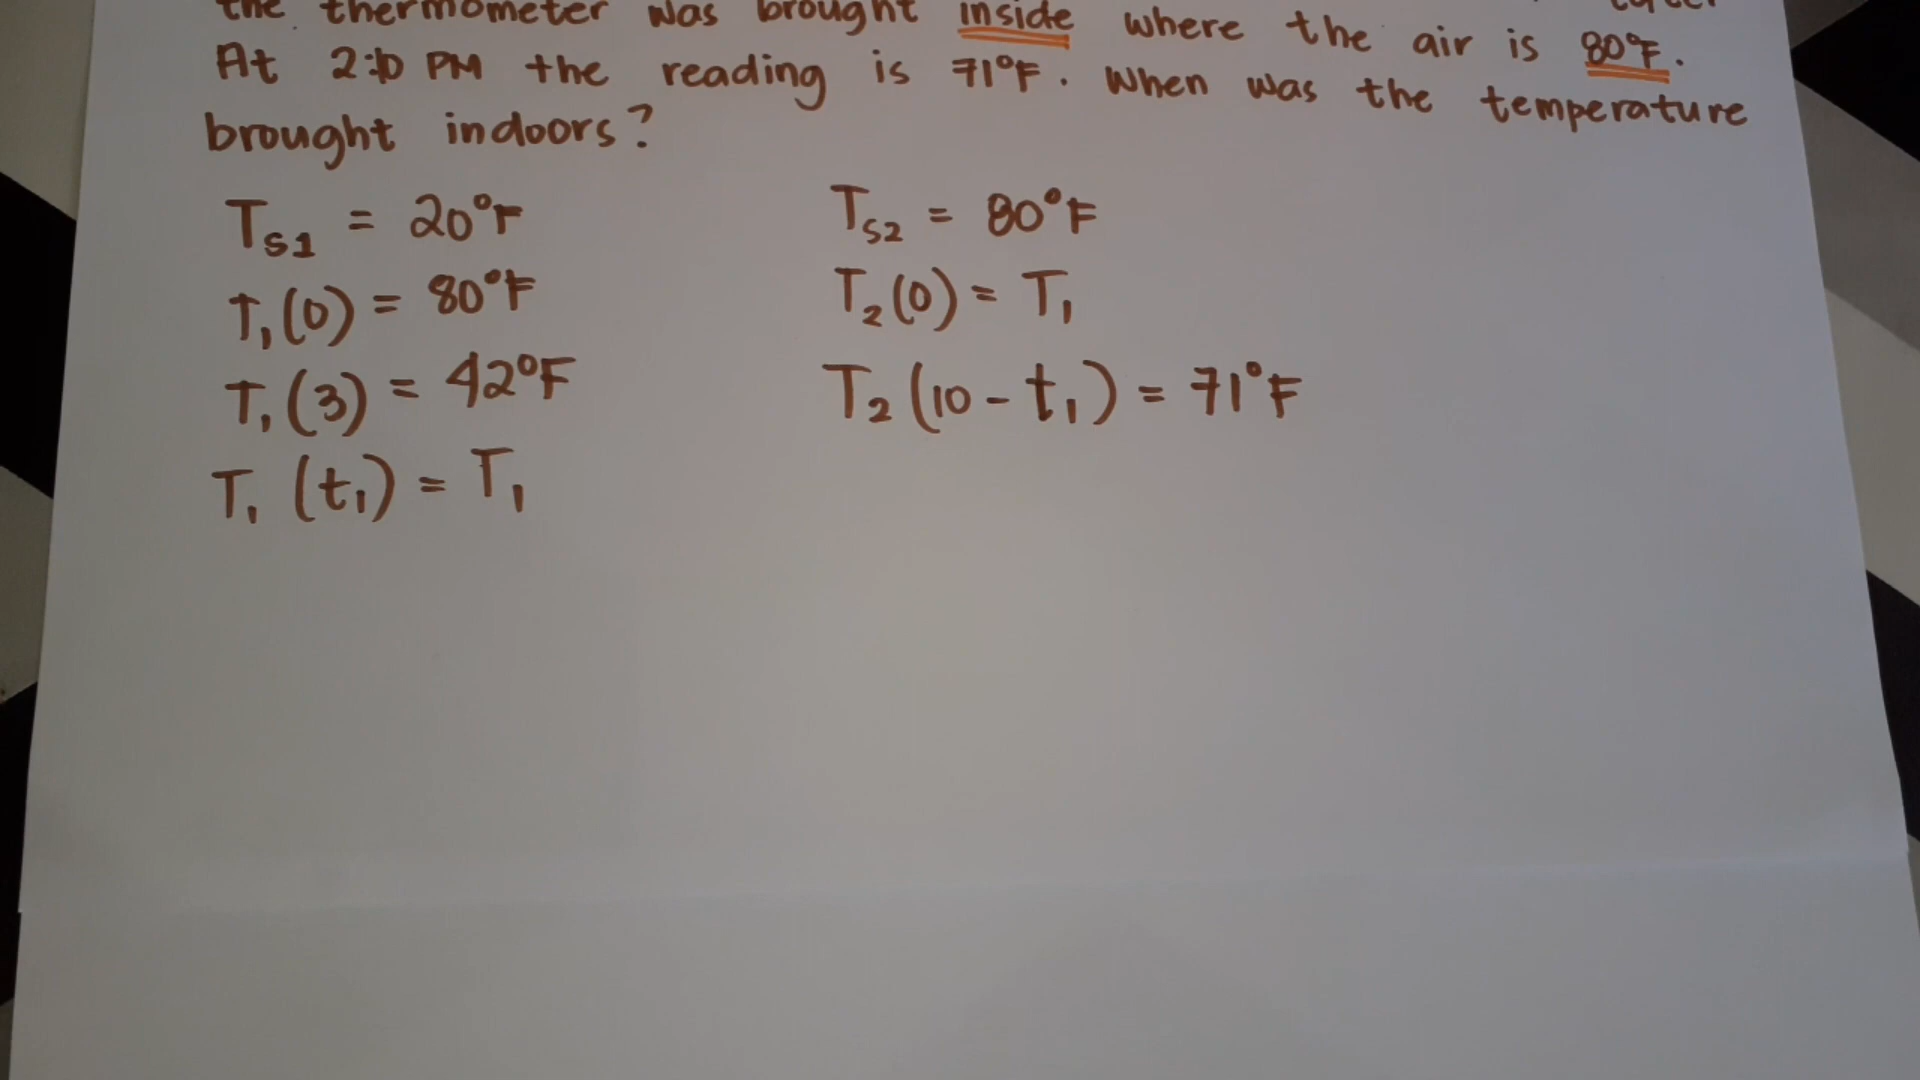 the thermometer was brought inside where the air is 80°F.
At 2:10 PM the reading is 71°F. When was the temperature
brought indoors?
Ts1 = 20°F
T1(0) = 80°F
T1(3) = 42°F
T1(t1) = T1
Ts2 = 80°F
T2(0) = T1
T2(10-t1) = 71°F